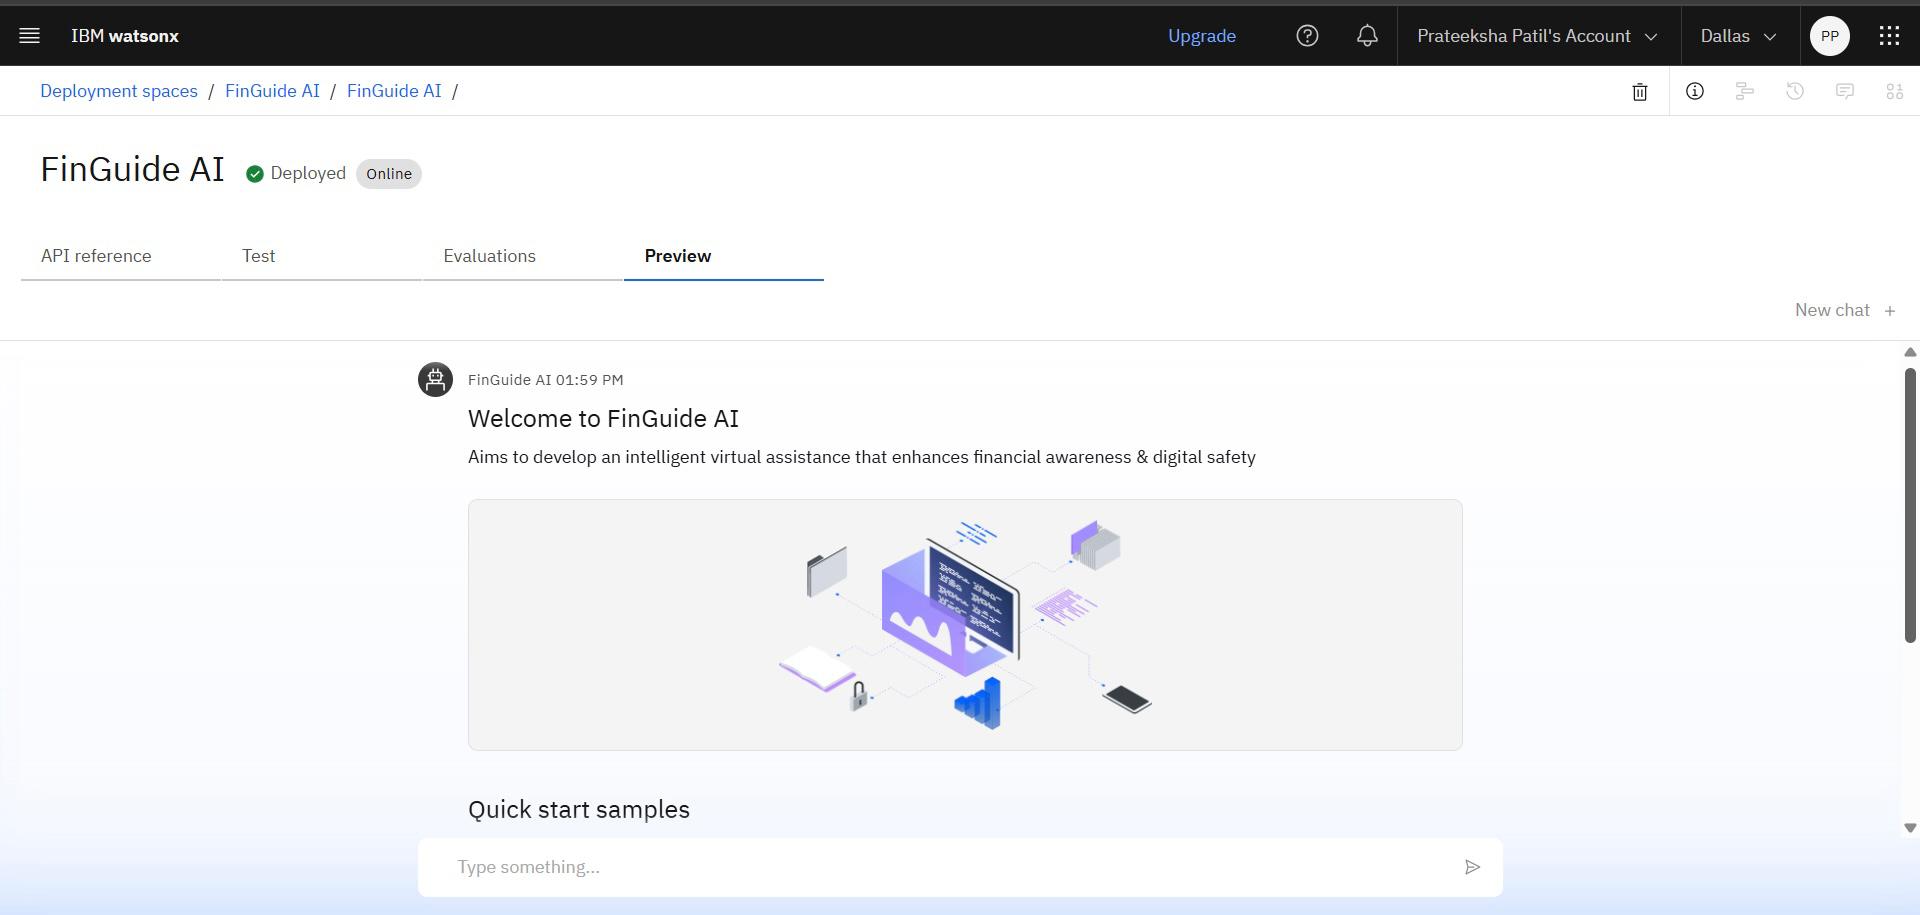 IBM watsonx
Upgrade
Prateeksha Patil's Account
Dallas
PP
Deployment spaces / FinGuide AI / FinGuide AI /
FinGuide AI
Deployed
Online
API reference
Test
Evaluations
Preview
New chat +
FinGuide AI 01:59 PM
Welcome to FinGuide AI
Aims to develop an intelligent virtual assistance that enhances financial awareness & digital safety
Quick start samples
Type something...